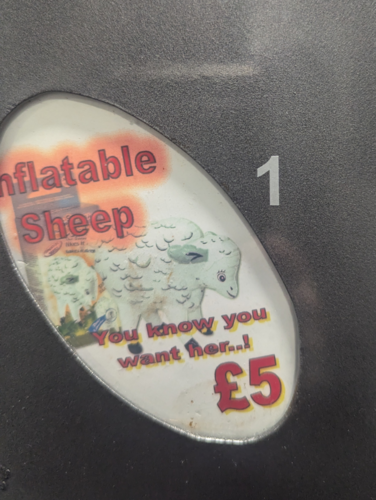 nflatable
Sheep
1
You know you
want her..!
£5